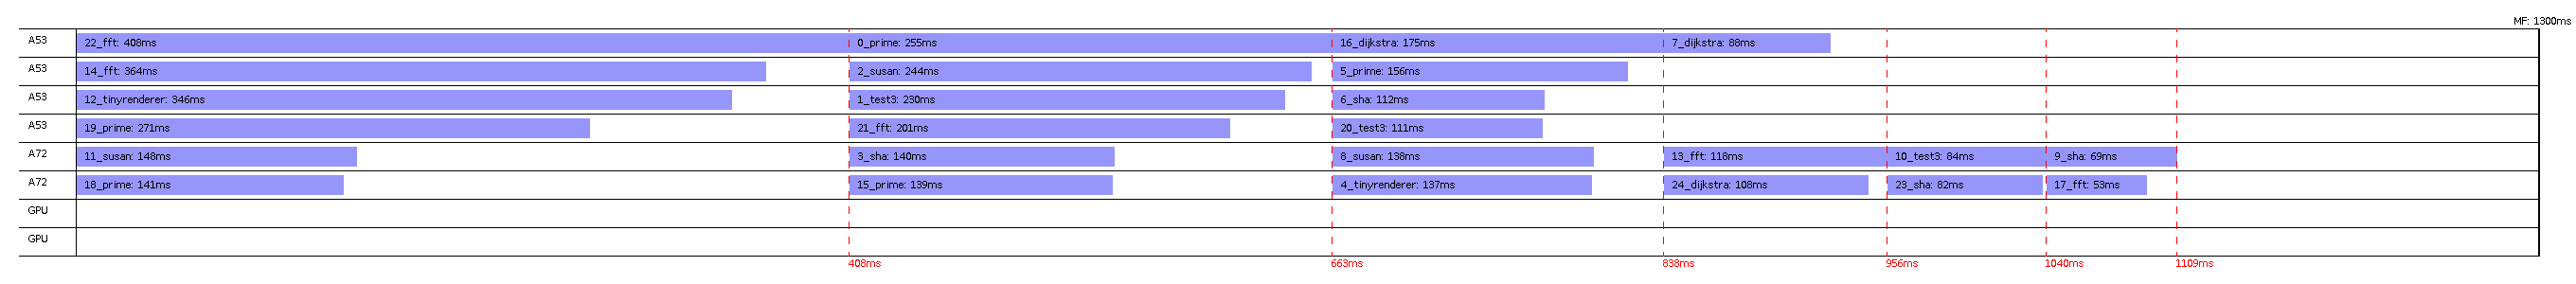 MF: 1300ms
A53 22_fft: 408ms 0_prime: 255ms 16_dijkstra: 175ms 7_dijkstra: 88ms
A53 14_fft: 364ms 2_susan: 244ms 5_prime: 156ms
A53 12_tinyrenderer: 346ms 1_test3: 230ms 6_sha: 112ms
A53 19_prime: 271ms 21_fft: 201ms 20_test3: 111ms
A72 11_susan: 148ms 3_sha: 140ms 8_susan: 138ms 13_fft: 118ms 10_test3: 84ms 9_sha: 69ms
A72 18_prime: 141ms 15_prime: 139ms 4_tinyrenderer: 137ms 24_dijkstra: 108ms 23_sha: 82ms 17_fft: 53ms
GPU
GPU
408ms 663ms 838ms 956ms 1040ms 1109ms